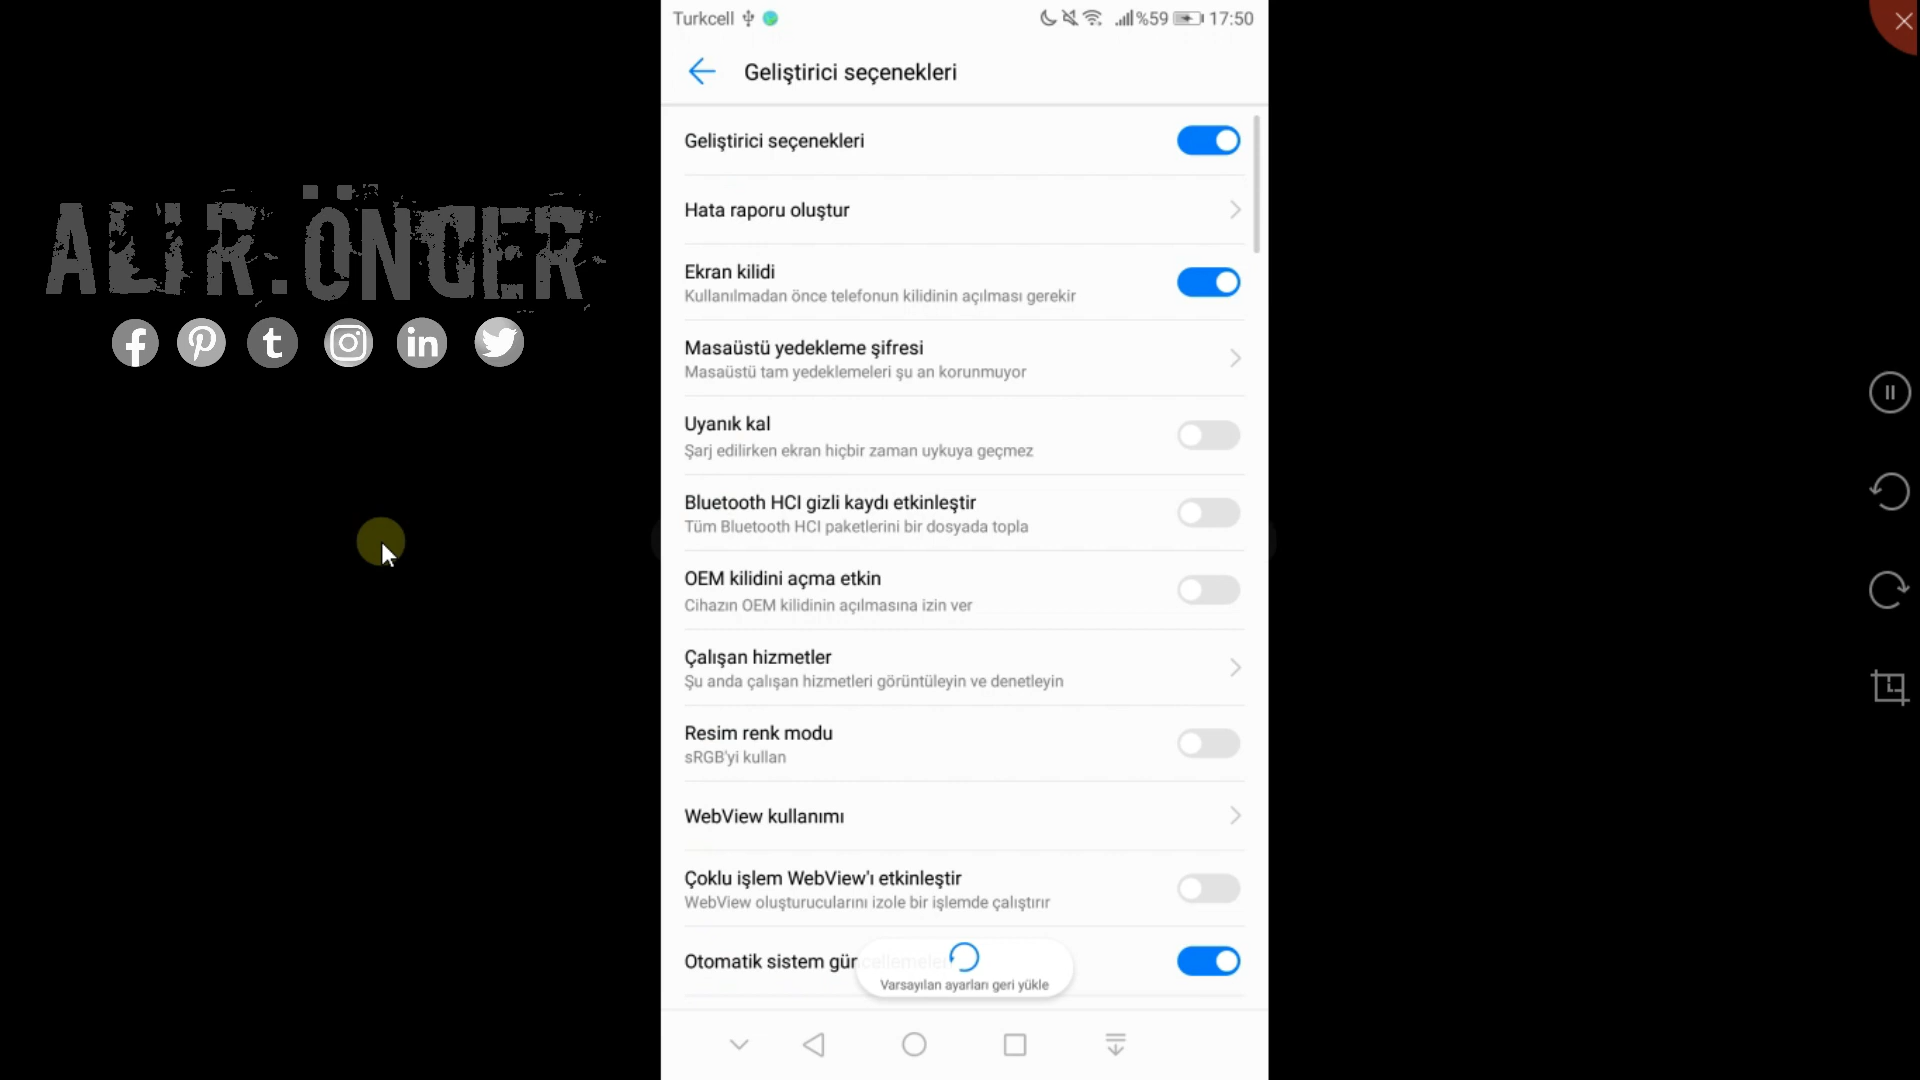 Turkcell
%59
17:50
Geliştirici seçenekleri
Geliştirici seçenekleri
Hata raporu oluştur
Ekran kilidi
Kullanılmadan önce telefonun kilidinin açılması gerekir
Masaüstü yedekleme şifresi
Masaüstü tam yedeklemeleri şu an korunmuyor
Uyanık kal
Şarj edilirken ekran hiçbir zaman uykuya geçmez
Bluetooth HCI gizli kaydı etkinleştir
Tüm Bluetooth HCI paketlerini bir dosyada topla
OEM kilidini açma etkin
Cihazın OEM kilidinin açılmasına izin ver
Çalışan hizmetler
Şu anda çalışan hizmetleri görüntüleyin ve denetleyin
Resim renk modu
sRGB'yi kullan
WebView kullanımı
Çoklu işlem WebView'ı etkinleştir
WebView oluşturucularını izole bir işlemde çalıştırır
Otomatik sistem güncellemeleri
Varsayılan ayarları geri yükle
ALI R.ÖNCER